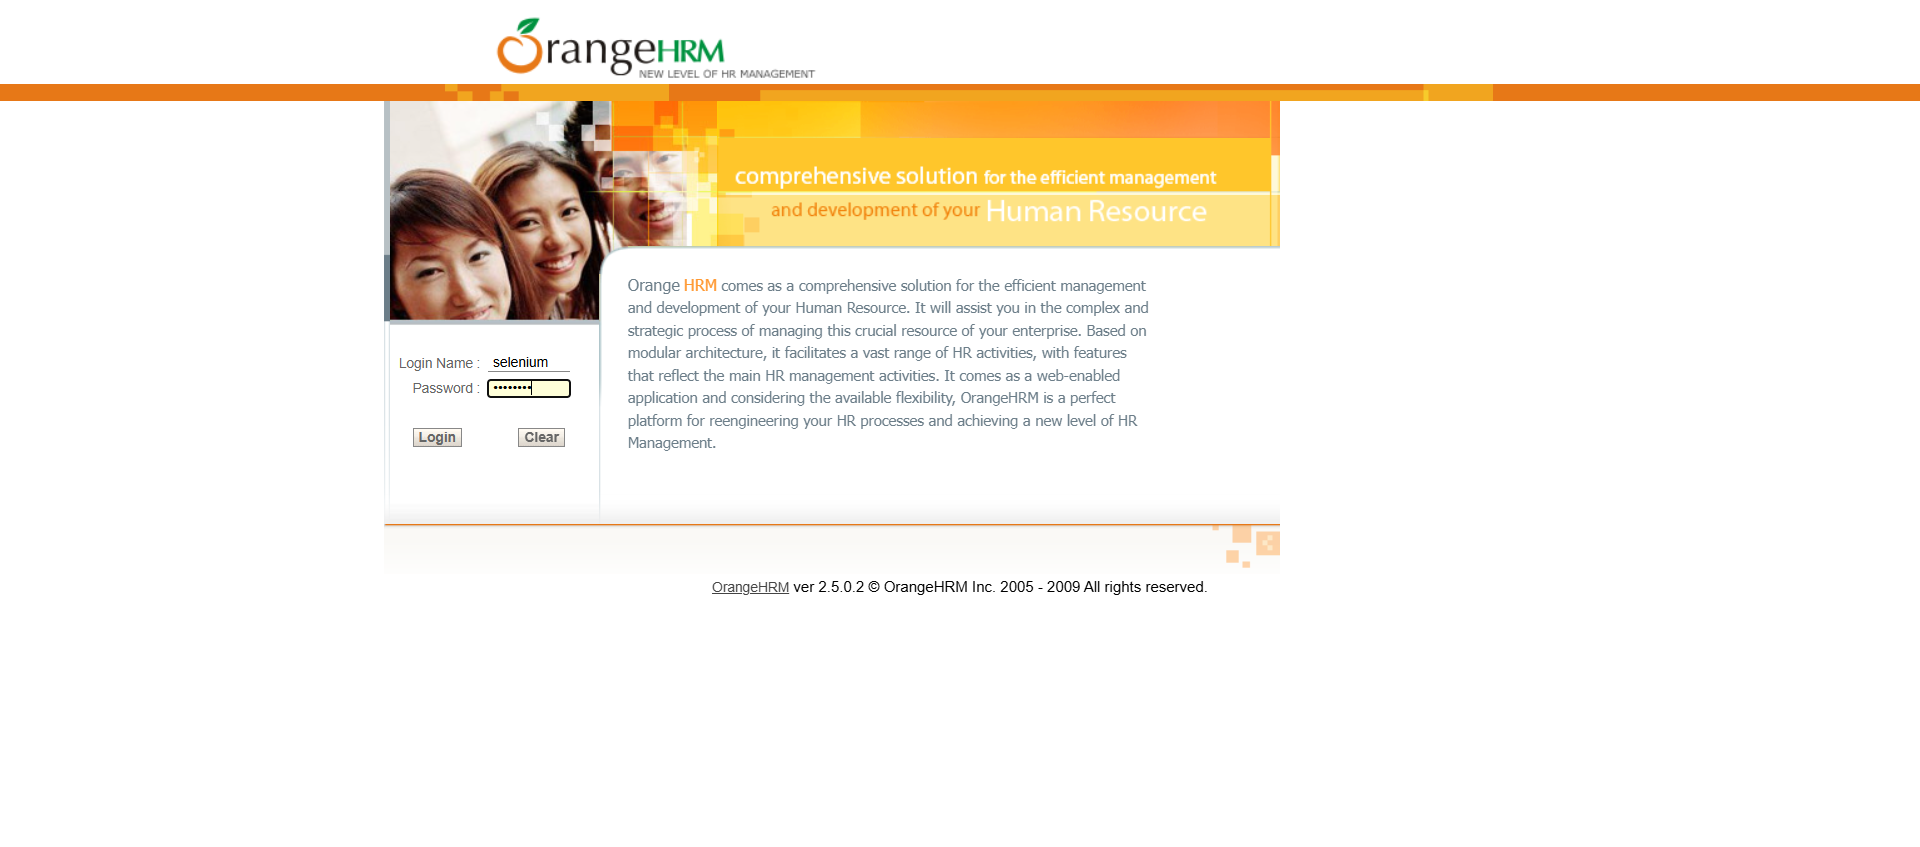 OrangeHRM
NEW LEVEL OF HR MANAGEMENT
comprehensive solution for the efficient management
and development of your Human Resource
Orange HRM comes as a comprehensive solution for the efficient management
and development of your Human Resource. It will assist you in the complex and
strategic process of managing this crucial resource of your enterprise. Based on
modular architecture, it facilitates a vast range of HR activities, with features
that reflect the main HR management activities. It comes as a web-enabled
application and considering the available flexibility, OrangeHRM is a perfect
platform for reengineering your HR processes and achieving a new level of HR
Management.
Login Name : selenium
Password : ••••••••
Login Clear
OrangeHRM ver 2.5.0.2 © OrangeHRM Inc. 2005 - 2009 All rights reserved.